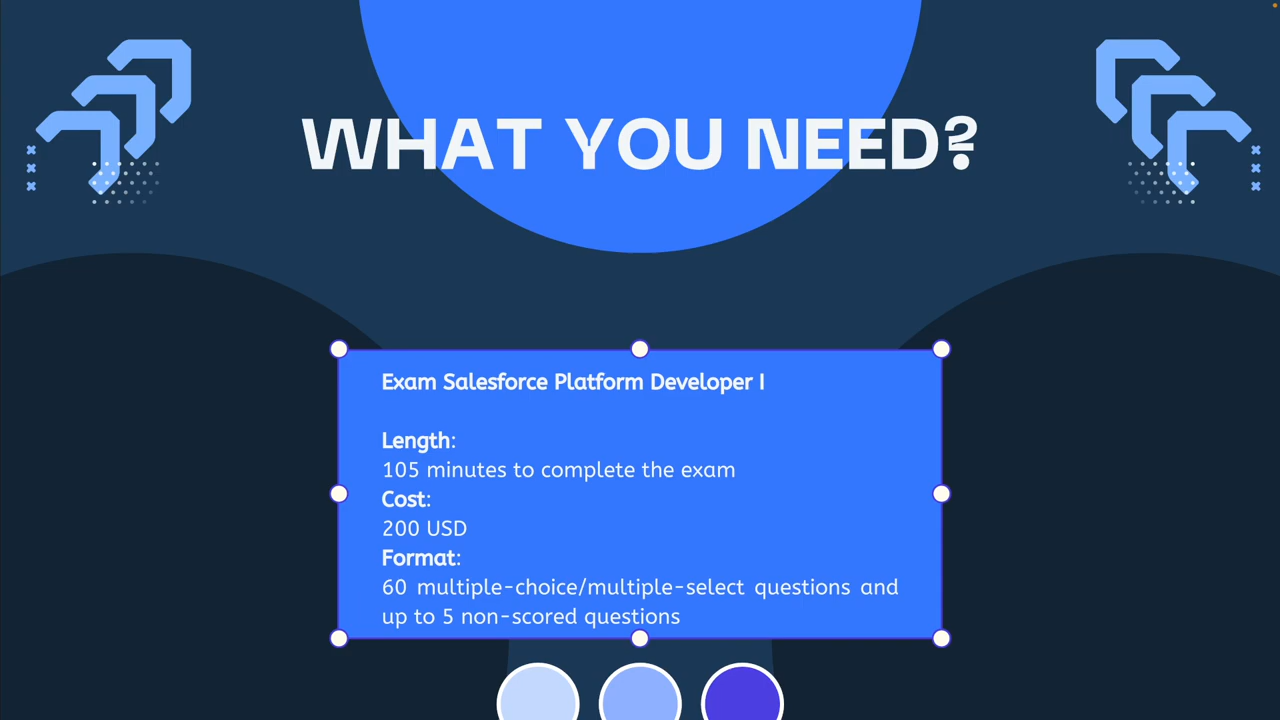 WHAT YOU NEED?
Exam Salesforce Platform Developer I
Length:
105 minutes to complete the exam
Cost:
200 USD
Format:
60 multiple-choice/multiple-select questions and
up to 5 non-scored questions